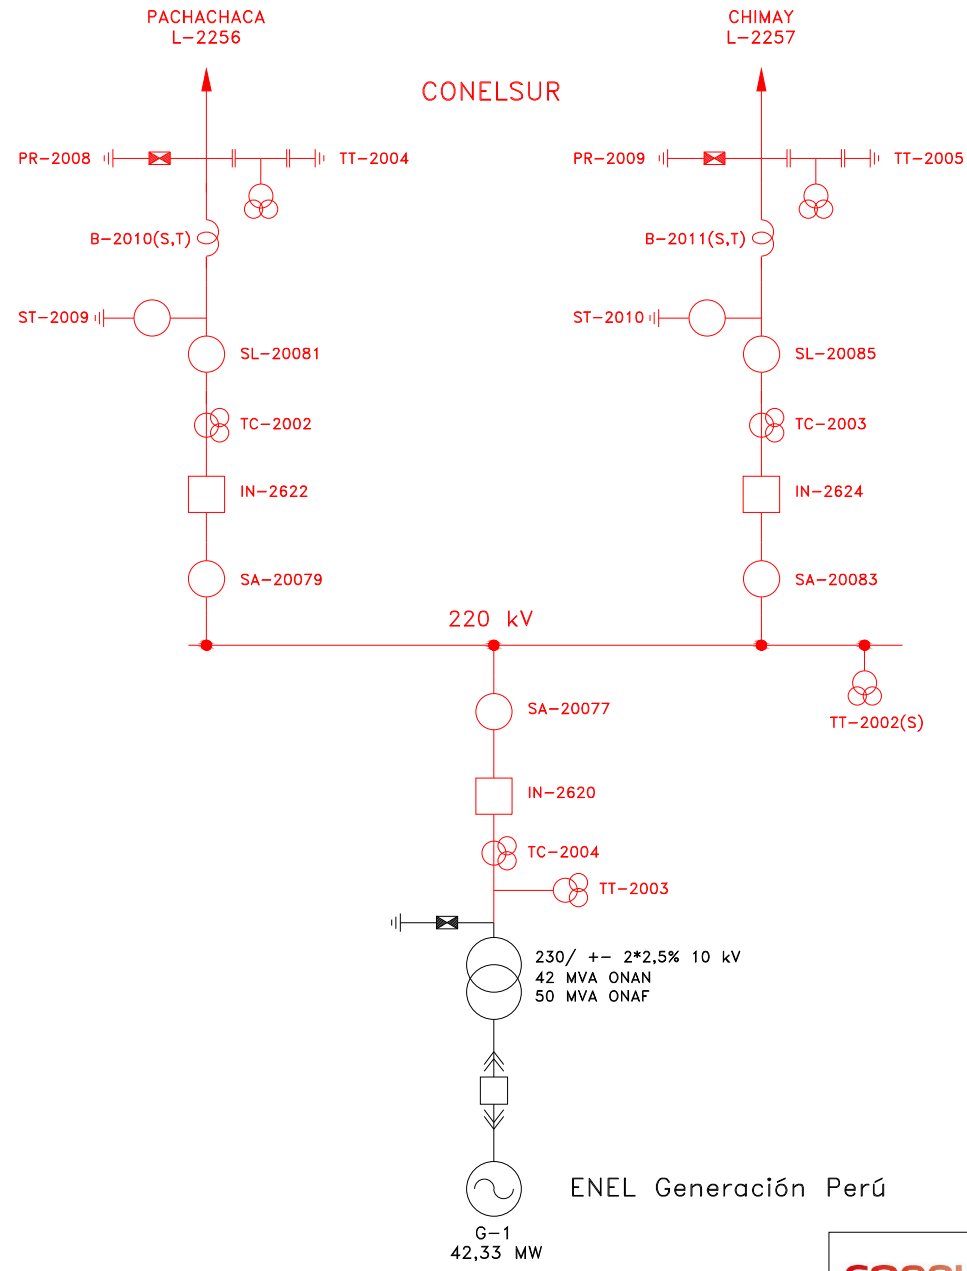 PACHACHACA
L-2256
CHIMAY
L-2257
CONELSUR
PR-2008
TT-2004
PR-2009
TT-2005
B-2010(S,T)
B-2011(S,T)
ST-2009
ST-2010
SL-20081
SL-20085
TC-2002
TC-2003
IN-2622
IN-2624
SA-20079
SA-20083
220 kV
SA-20077
TT-2002(S)
IN-2620
TC-2004
TT-2003
230/ +- 2*2,5% 10 kV
42 MVA ONAN
50 MVA ONAF
ENEL Generación Perú
G-1
42,33 MW